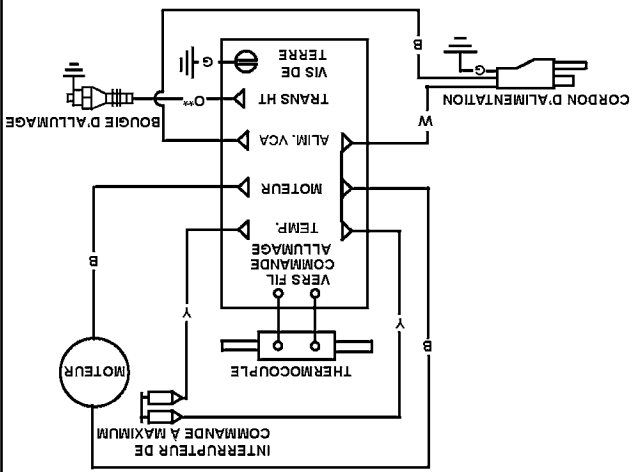 INTERRUPTEUR DE
COMMANDE À MAXIMUM
THERMOCOUPLE
MOTEUR
B
Y
Y
B
VERS FIL
COMMANDE
ALLUMAGE
TEMP.
MOTEUR
ALIM. VCA
W
BOUGIE D'ALLUMAGE
CORDON D'ALIMENTATION
TRANS HT
O**
VIS DE
TERRE
G
G
B